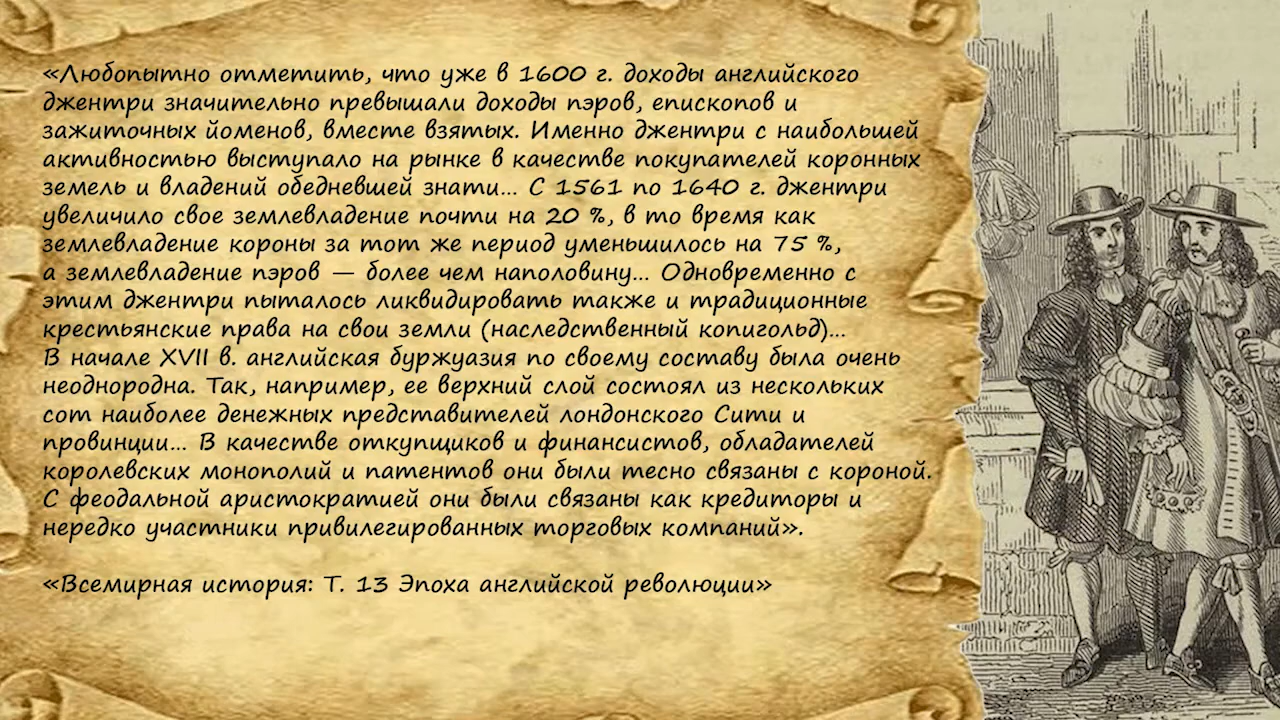 «Любопытно отметить, что уже в 1600 г. доходы английского
джентри значительно превышали доходы пэров, епископов и
зажиточных йоменов, вместе взятых. Именно джентри с наибольшей
активностью выступало на рынке в качестве покупателей коронных
земель и владений обедневшей знати... С 1561 по 1640 г. джентри
увеличило свое землевладение почти на 20 %, в то время как
землевладение короны за тот же период уменьшилось на 75 %,
а землевладение пэров — более чем наполовину... Одновременно с
этим джентри пыталось ликвидировать также и традиционные
крестьянские права на свои земли (наследственный копигольд)...
В начале XVII в. английская буржуазия по своему составу была очень
неоднородна. Так, например, ее верхний слой состоял из нескольких
сот наиболее денежных представителей лондонского Сити и
провинции... В качестве откупщиков и финансистов, обладателей
королевских монополий и патентов они были тесно связаны с короной.
С феодальной аристократией они были связаны как кредиторы и
нередко участники привилегированных торговых компаний».
«Всемирная история: Т. 13 Эпоха английской революции»